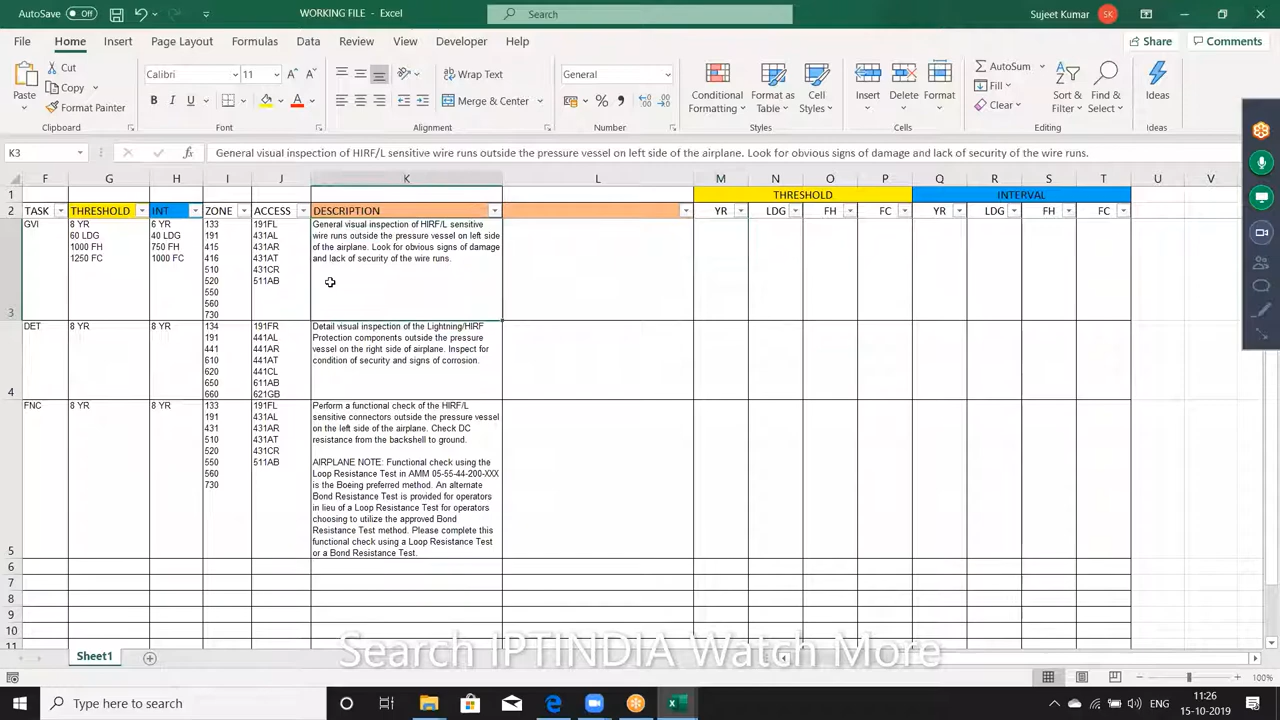 AutoSave Off WORKING FILE - Excel Search Sujeet Kumar SK
File Home Insert Page Layout Formulas Data Review View Developer Help Share Comments
Paste Cut Copy Format Painter Clipboard
Calibri 11 B I U Font
Wrap Text Merge & Center Alignment
General Number
Conditional Formatting Format as Table Cell Styles Styles
Insert Delete Format Cells
AutoSum Fill Clear Sort & Filter Find & Select Editing
Ideas Ideas
K3 fx General visual inspection of HIRF/L sensitive wire runs outside the pressure vessel on left side of the airplane. Look for obvious signs of damage and lack of security of the wire runs.
F G H I J K L M N O P Q R S T U V
1 THRESHOLD INTERVAL
2 TASK THRESHOLD INT ZONE ACCESS DESCRIPTION YR LDG FH FC YR LDG FH FC
GVI 8 YR 6 YR 133 191FL General visual inspection of HIRF/L sensitive
60 LDG 40 LDG 191 431AL wire runs outside the pressure vessel on left side
1000 FH 750 FH 415 431AR of the airplane. Look for obvious signs of damage
1250 FC 1000 FC 416 431AT and lack of security of the wire runs.
510 431CR
520 511AB
550
560
3 730
DET 8 YR 8 YR 134 191FR Detail visual inspection of the Lightning/HIRF
191 441AL Protection components outside the pressure
441 441AR vessel on the right side of airplane. Inspect for
610 441AT condition of security and signs of corrosion.
620 441CL
650 611AB
4 660 621GB
FNC 8 YR 8 YR 133 191FL Perform a functional check of the HIRF/L
191 431AL sensitive connectors outside the pressure vessel
431 431AR on the left side of the airplane. Check DC
510 431AT resistance from the backshell to ground.
520 431CR
550 511AB AIRPLANE NOTE: Functional check using the
560 Loop Resistance Test in AMM 05-55-44-200-XXX
730 is the Boeing preferred method. An alternate
Bond Resistance Test is provided for operators
in lieu of a Loop Resistance Test for operators
choosing to utilize the approved Bond
Resistance Test method. Please complete this
functional check using a Loop Resistance Test
5 or a Bond Resistance Test.
6
7
8
9
10
11
Search IPTINDIA Watch More
Sheet1
100%
Type here to search ENG 11:26
15-10-2019